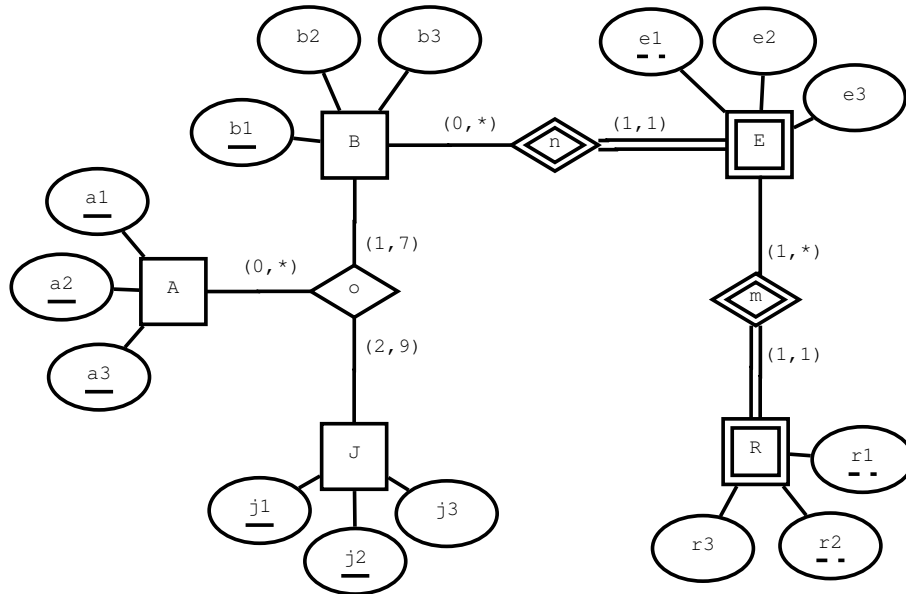 b2
b3
e1
e2
e3
b1
B
(0,*)
n
(1,1)
E
a1
a2
a3
A
(0,*)
(1,7)
o
(2,9)
(1,*)
m
(1,1)
J
j1
j2
j3
R
r1
r2
r3